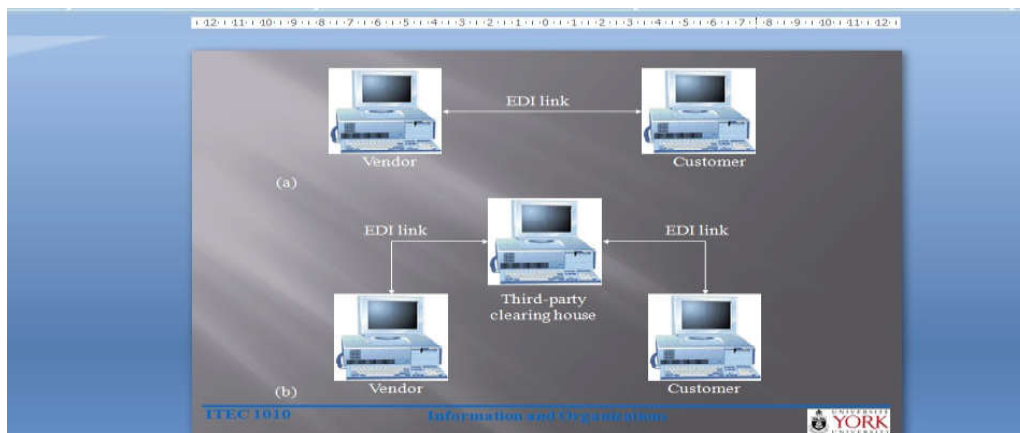 ·12·ı·11·ı·10·ı·9·ı·8·ı·7·ı·6·ı·5·ı·4·ı·3·ı·2·ı·1·ı·0·ı·1·ı·2·ı·3·ı·4·ı·5·ı·6·ı·7·ı·8·ı·9·ı·10·ı·11·ı·12·
EDI link
Vendor
Customer
(a)
EDI link
EDI link
Third-party
clearing house
Vendor
Customer
(b)
ITEC 1010
Information and Organizations
UNIVERSITÉ
YORK
UNIVERSITY